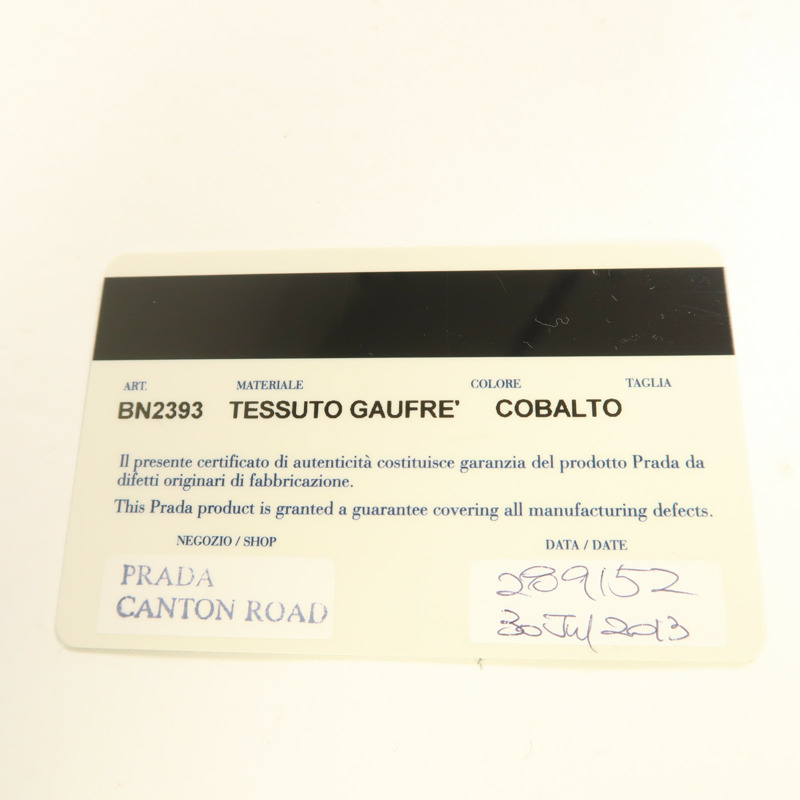 ART. MATERIALE COLORE TAGLIA
BN2393 TESSUTO GAUFRE' COBALTO
Il presente certificato di autenticità costituisce garanzia del prodotto Prada da
difetti originari di fabbricazione.
This Prada product is granted a guarantee covering all manufacturing defects.
NEGOZIO / SHOP DATA / DATE
PRADA 289152
CANTON ROAD 30 Jul 2013